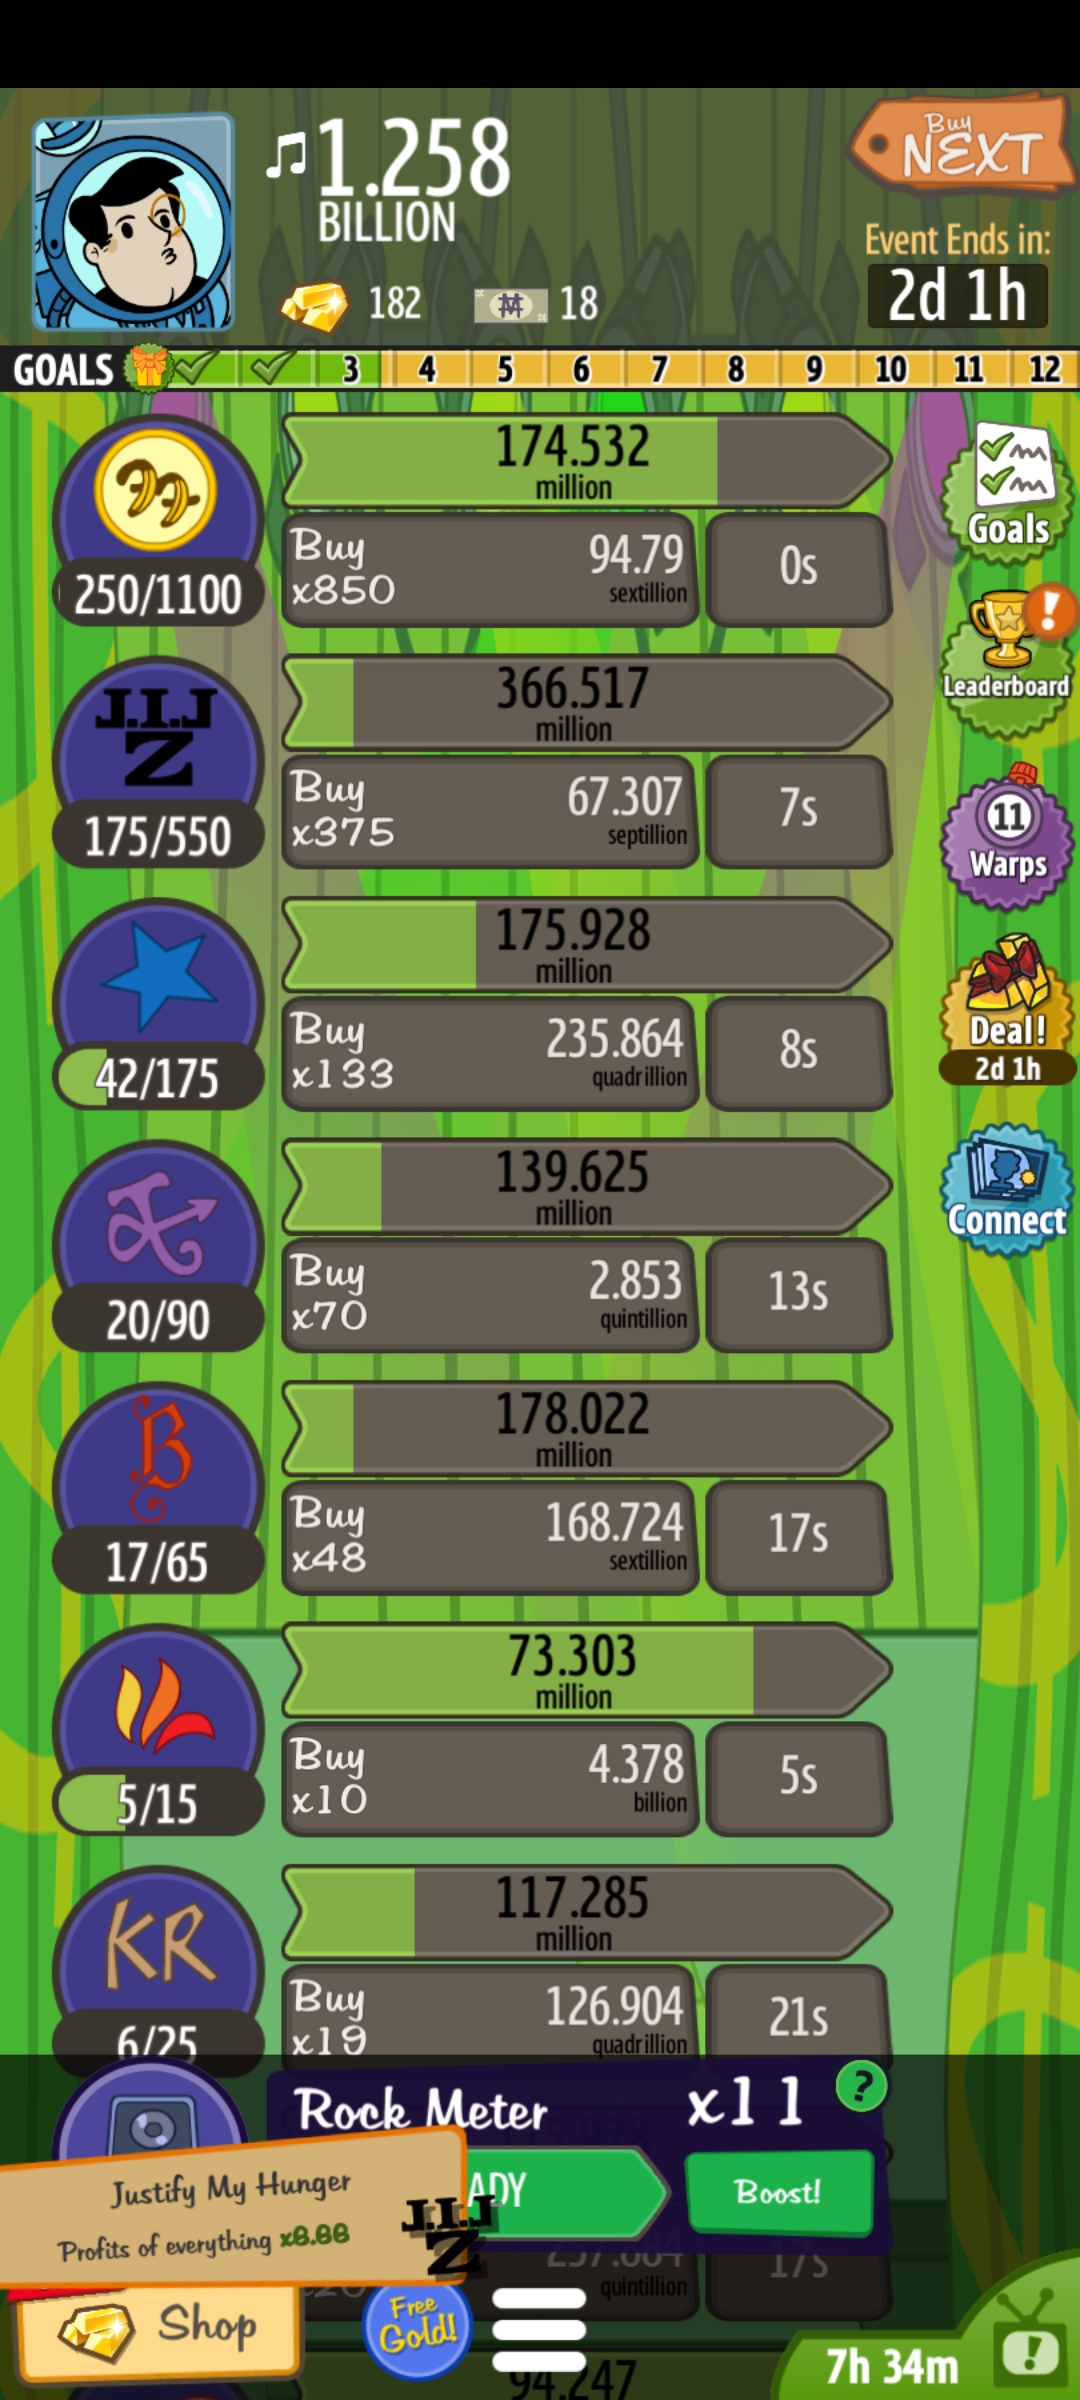 1.258
BILLION
Buy
NEXT
Event Ends in:
2d 1h
182
18
GOALS 3 4 5 6 7 8 9 10 11 12
174.532
million
Buy
x850
94.79
sextillion
0s
250/1100
Goals
J.I.J
Z
366.517
million
Buy
x375
67.307
septillion
7s
175/550
Leaderboard
11
Warps
175.928
million
Buy
x133
235.864
quadrillion
8s
42/175
Deal!
2d 1h
139.625
million
Buy
x70
2.853
quintillion
13s
20/90
Connect
B
178.022
million
Buy
x48
168.724
sextillion
17s
17/65
73.303
million
Buy
x10
4.378
billion
5s
5/15
KR
117.285
million
Buy
x19
126.904
quadrillion
21s
6/25
Rock Meter
x11
?
ADY
Boost!
Justify My Hunger
Profits of everything x8.88
J.I.J
Z
quintillion
17s
Shop
Free
Gold!
94.247
7h 34m